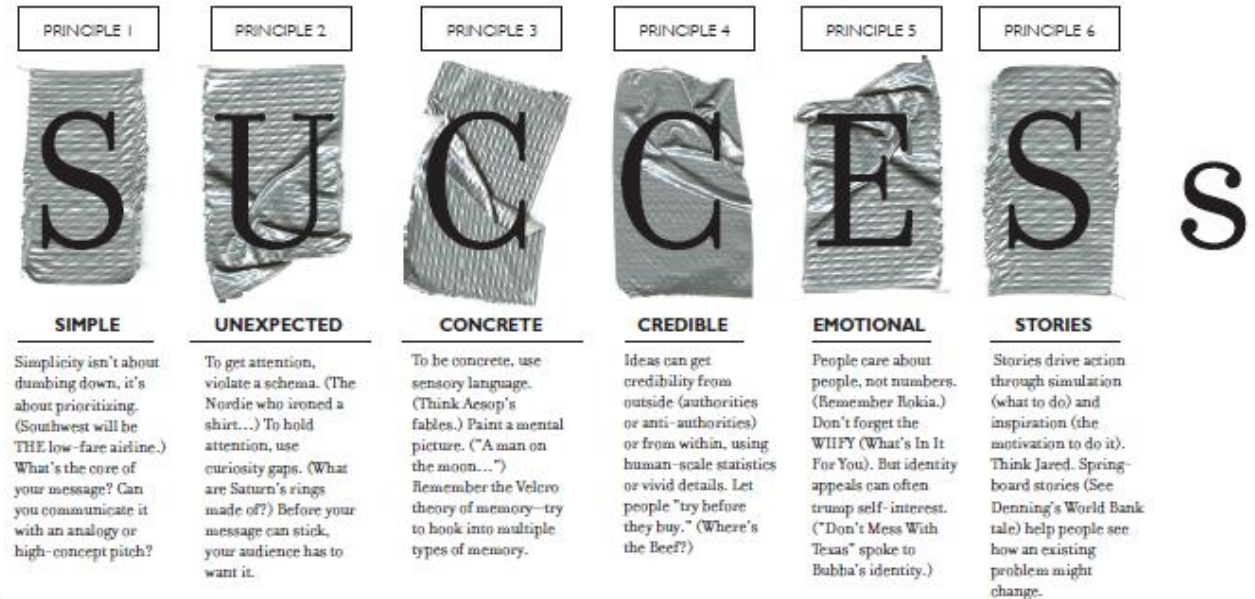 PRINCIPLE 1
PRINCIPLE 2
PRINCIPLE 3
PRINCIPLE 4
PRINCIPLE 5
PRINCIPLE 6
S
U
C
C
E
S
s
SIMPLE
Simplicity isn't about
dumbing down, it's
about prioritizing.
(Southwest will be
THE low-fare airline.)
What's the core of
your message? Can
you communicate it
with an analogy or
high-concept pitch?
UNEXPECTED
To get attention,
violate a schema. (The
Nordie who ironed a
shirt...) To hold
attention, use
curiosity gaps. (What
are Saturn's rings
made of?) Before your
message can stick,
your audience has to
want it.
CONCRETE
To be concrete, use
sensory language.
(Think Aesop's
fables.) Paint a mental
picture. ("A man on
the moon...")
Remember the Velcro
theory of memory—try
to hook into multiple
types of memory.
CREDIBLE
Ideas can get
credibility from
outside (authorities
or anti-authorities)
or from within, using
human-scale statistics
or vivid details. Let
people "try before
they buy." (Where's
the Beef?)
EMOTIONAL
People care about
people, not numbers.
(Remember Rokia.)
Don't forget the
WIIFY (What's In It
For You). But identity
appeals can often
trump self-interest.
("Don't Mess With
Texas" spoke to
Bubba's identity.)
STORIES
Stories drive action
through simulation
(what to do) and
inspiration (the
motivation to do it).
Think Jared. Spring-
board stories (See
Denning's World Bank
tale) help people see
how an existing
problem might
change.